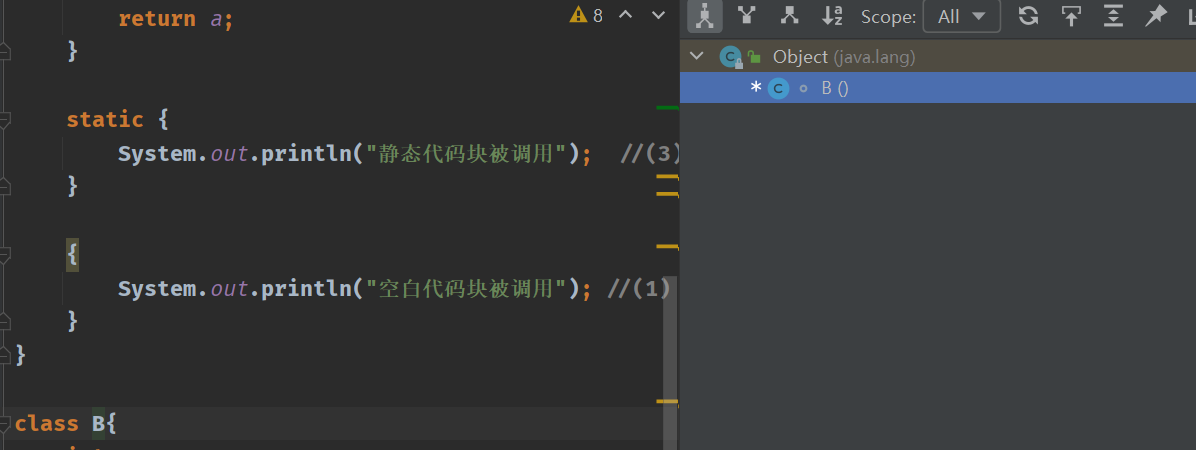 return a;
8
Scope: All
}
Object (java.lang)
B ()
static {
System.out.println("静态代码块被调用"); //(3)
}
{
System.out.println("空白代码块被调用"); //(1)
}
}
class B{